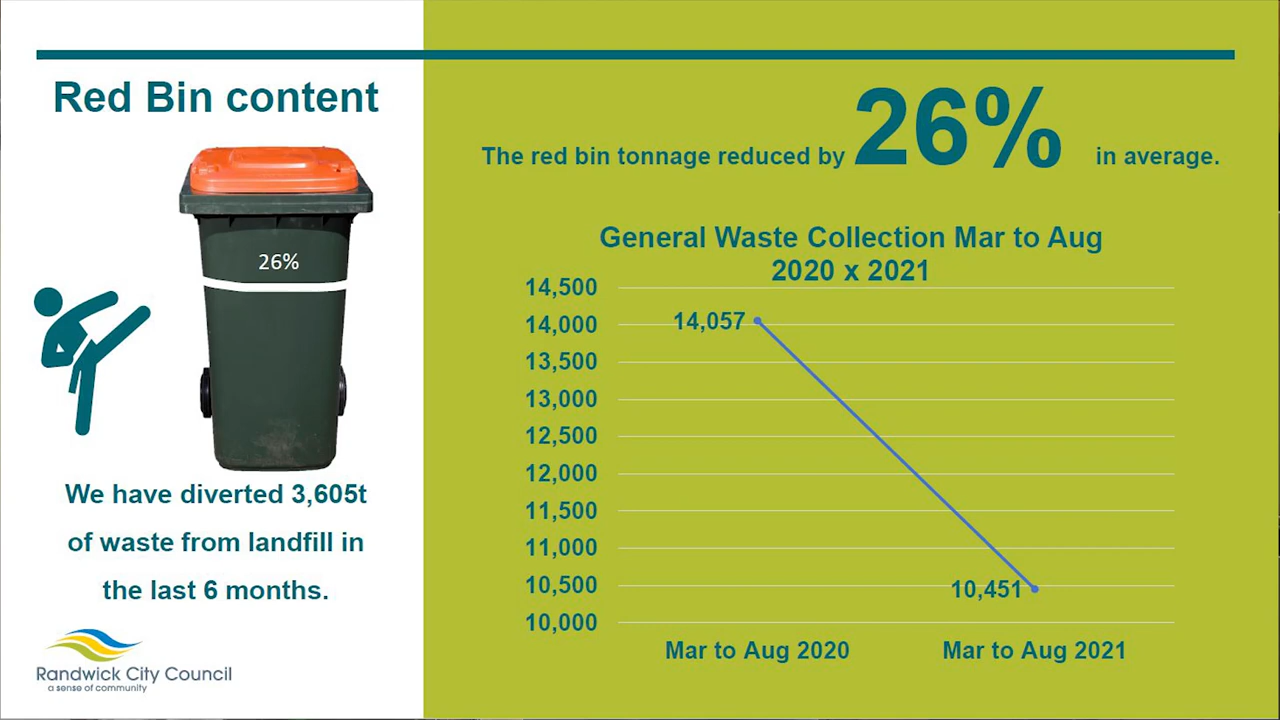 Red Bin content
26%
We have diverted 3,605t
of waste from landfill in
the last 6 months.
Randwick City Council
a sense of community
The red bin tonnage reduced by 26% in average.
General Waste Collection Mar to Aug
2020 x 2021
14,500
14,000
13,500
13,000
12,500
12,000
11,500
11,000
10,500
10,000
14,057
10,451
Mar to Aug 2020
Mar to Aug 2021